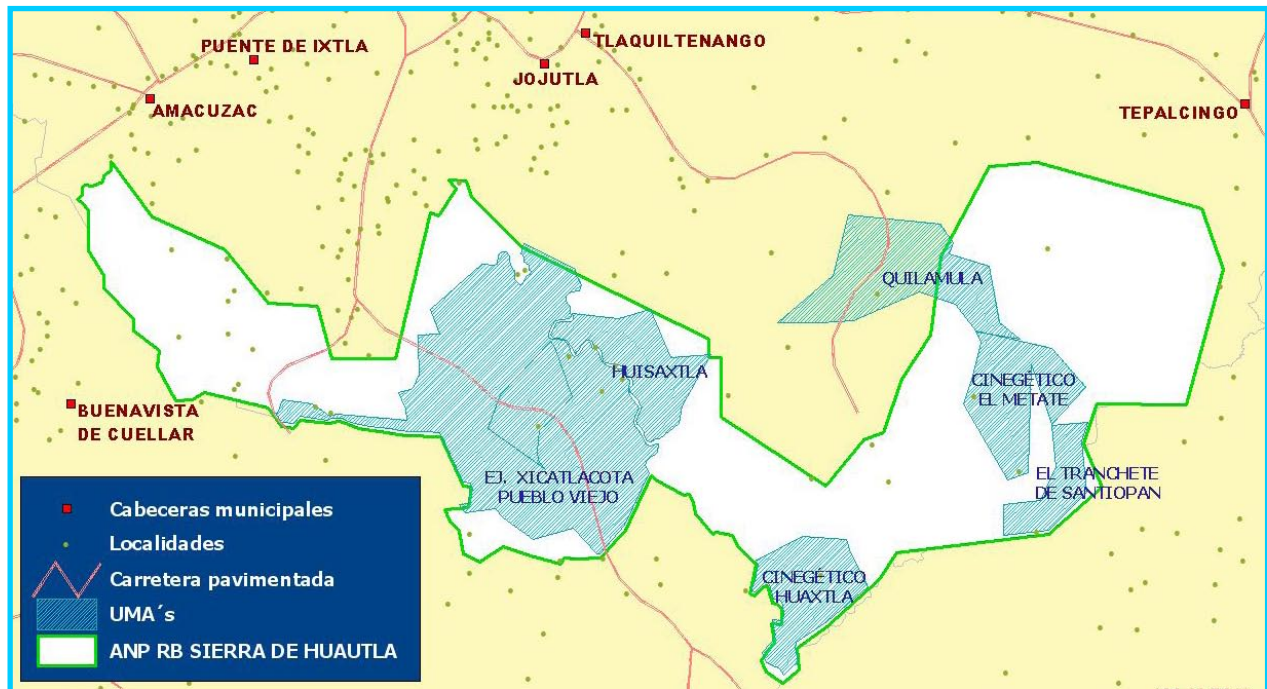 TLAQUILTENANGO
PUENTE DE IXTLA
JOJUTLA
AMACUZAC
TEPALCINGO
QUILAMULA
HUISAXTLA
CINEGÉTICO
EL METATE
BUENAVISTA
DE CUELLAR
EJ. XICATLACOTA
PUEBLO VIEJO
EL TRANCHETE
DE SANTIOPAN
CINEGÉTICO
HUAXTLA
Cabeceras municipales
Localidades
Carretera pavimentada
UMA´s
ANP RB SIERRA DE HUAUTLA